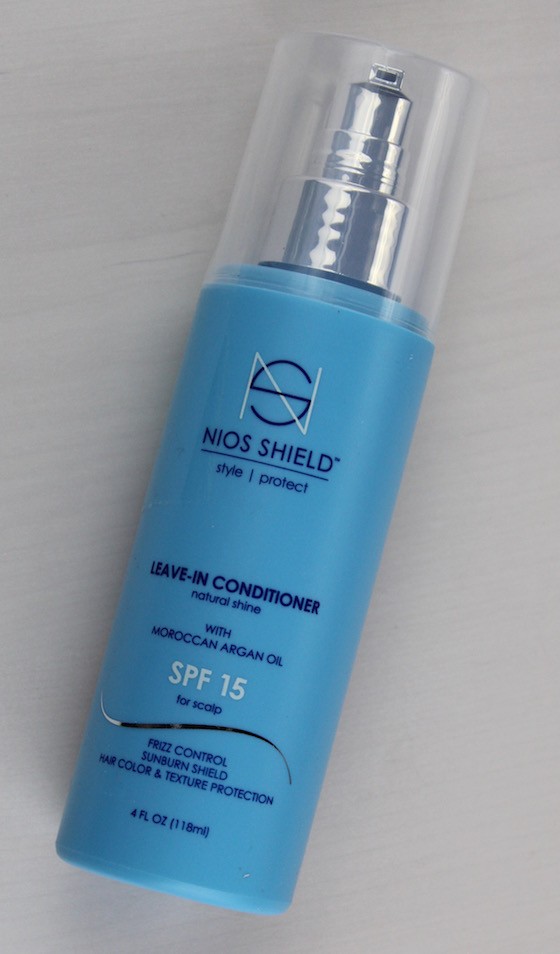 NS
NIOS SHIELD™
style | protect
LEAVE-IN CONDITIONER
natural shine
WITH
MOROCCAN ARGAN OIL
SPF 15
for scalp
FRIZZ CONTROL
SUNBURN SHIELD
HAIR COLOR & TEXTURE PROTECTION
4 FL OZ (118ml)